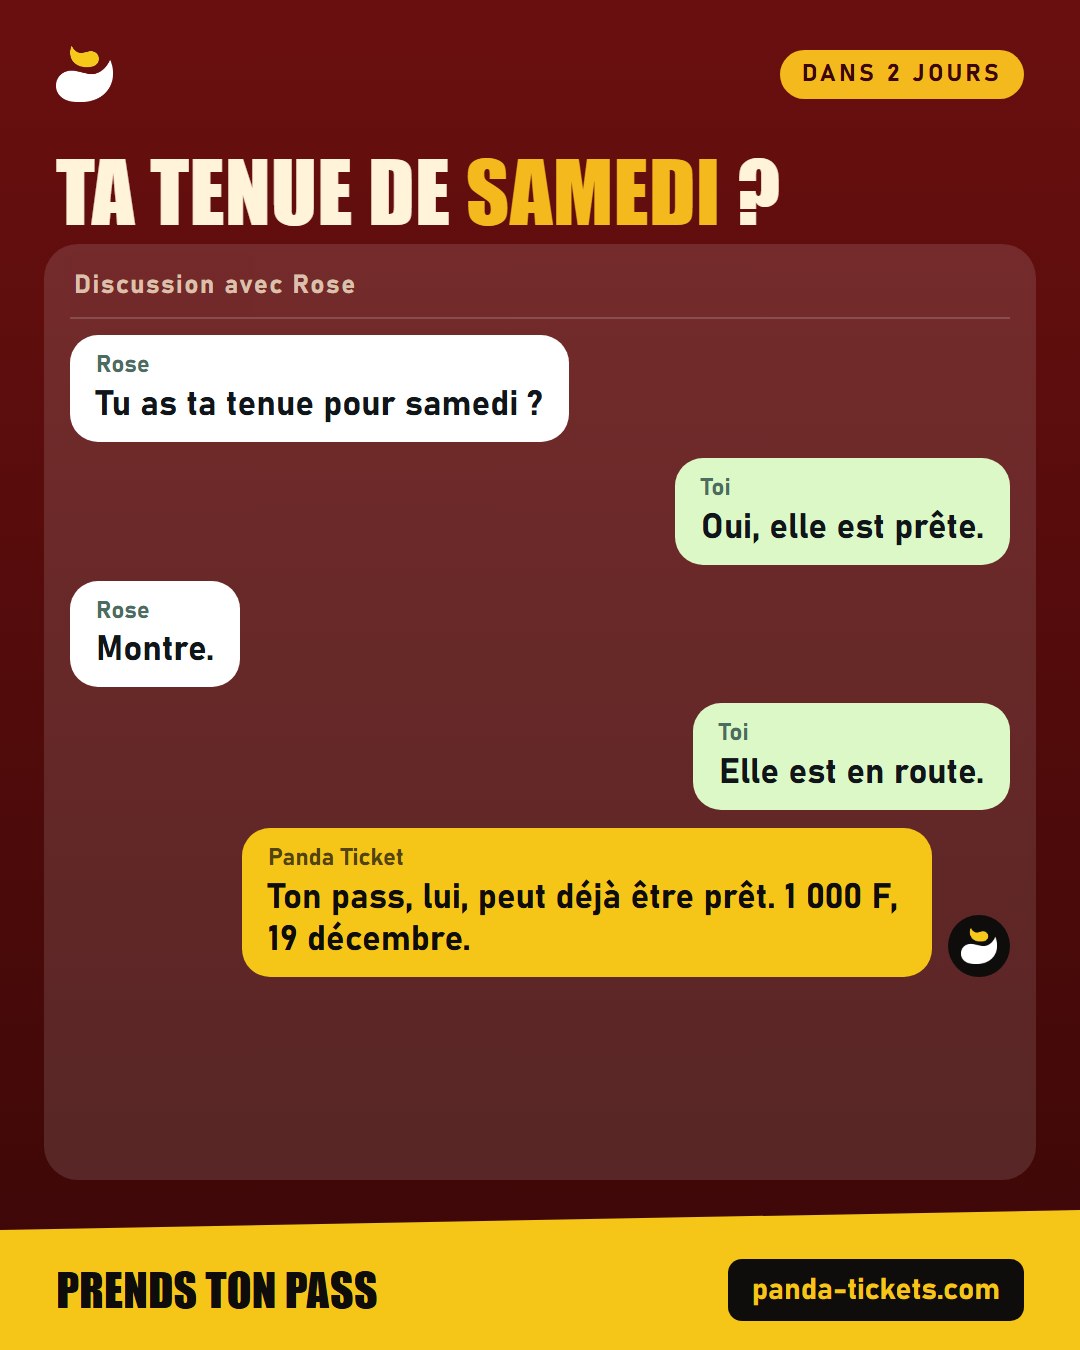 DANS 2 JOURS
TA TENUE DE SAMEDI ?
Discussion avec Rose
Rose
Tu as ta tenue pour samedi ?
Toi
Oui, elle est prête.
Rose
Montre.
Toi
Elle est en route.
Panda Ticket
Ton pass, lui, peut déjà être prêt. 1 000 F,
19 décembre.
PRENDS TON PASS
panda-tickets.com